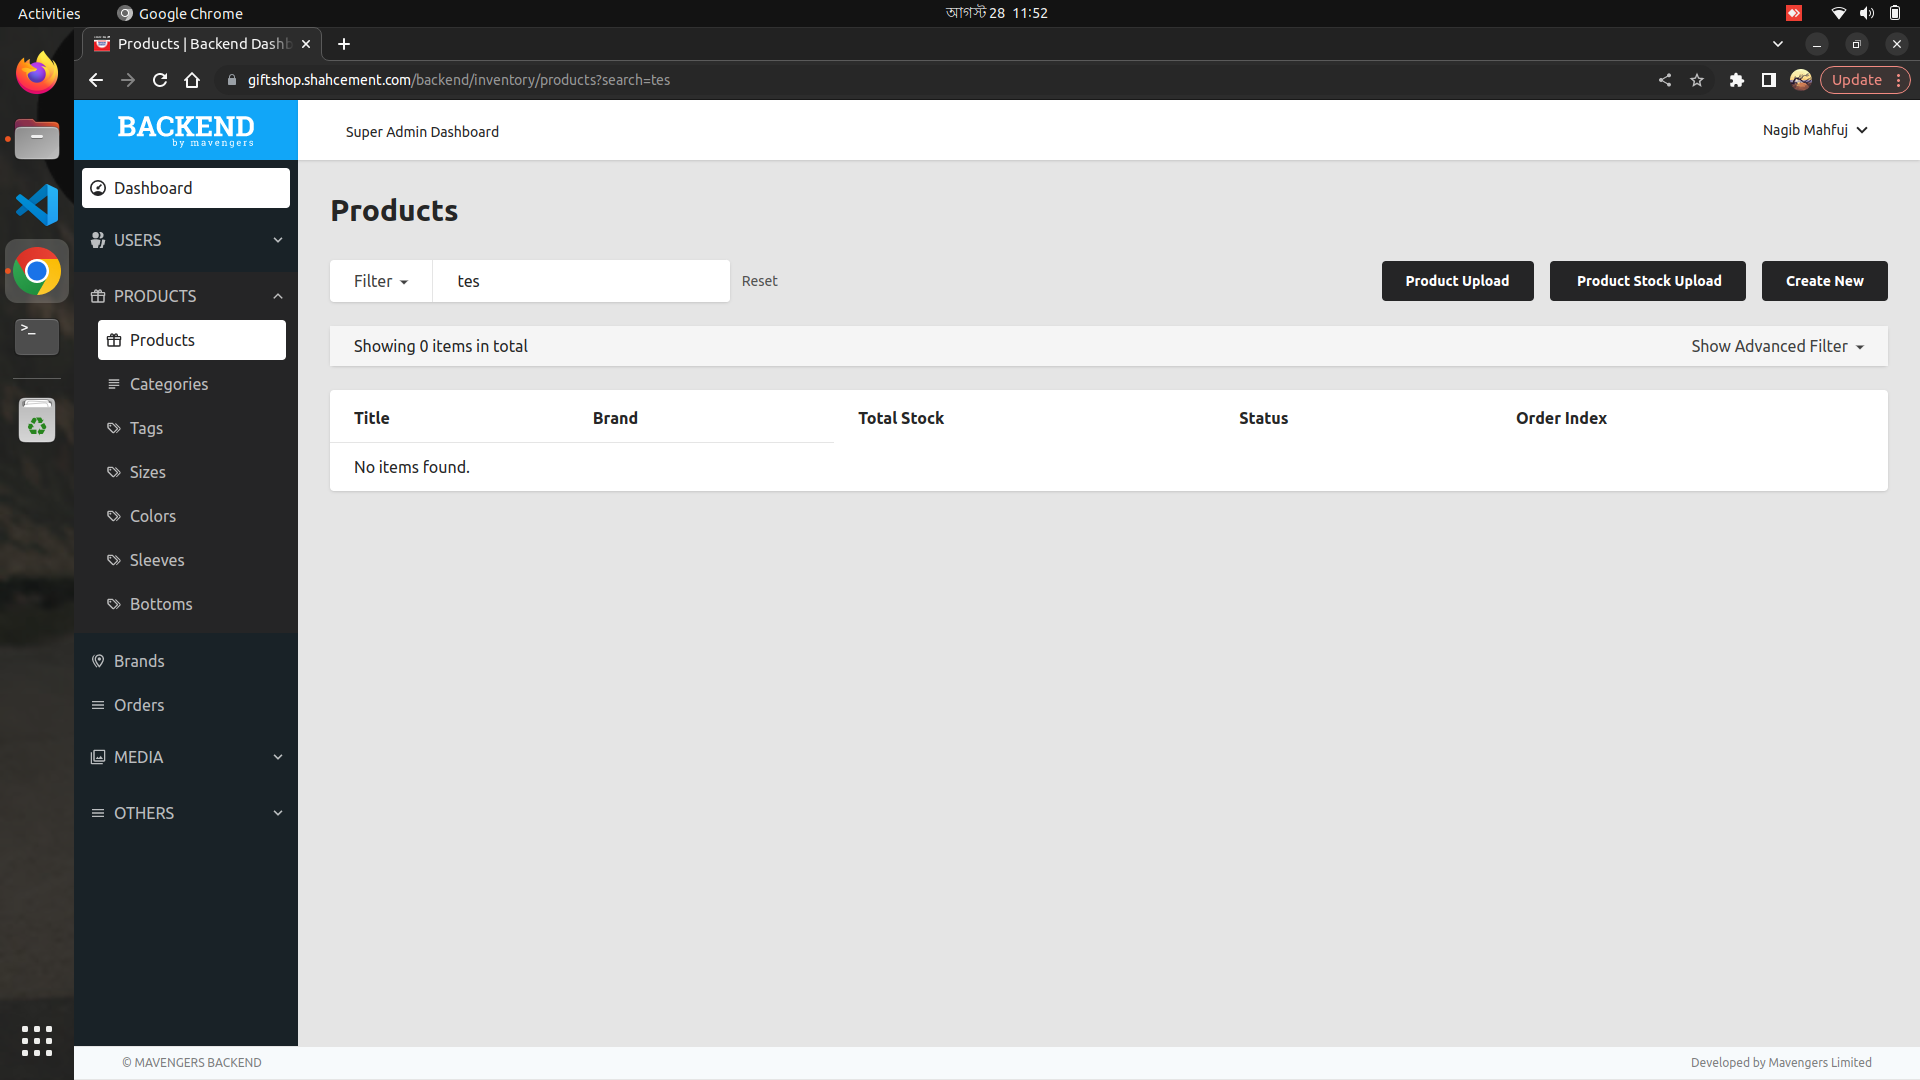 Activities
Google Chrome
আগস্ট 28 11:52
Products | Backend Dashb
giftshop.shahcement.com/backend/inventory/products?search=tes
Update
BACKEND
by mavengers
Super Admin Dashboard
Nagib Mahfuj
Dashboard
USERS
PRODUCTS
Products
Categories
Tags
Sizes
Colors
Sleeves
Bottoms
Brands
Orders
MEDIA
OTHERS
Products
Filter
tes
Reset
Product Upload
Product Stock Upload
Create New
Showing 0 items in total
Show Advanced Filter
Title Brand Total Stock Status Order Index
No items found.
© MAVENGERS BACKEND
Developed by Mavengers Limited